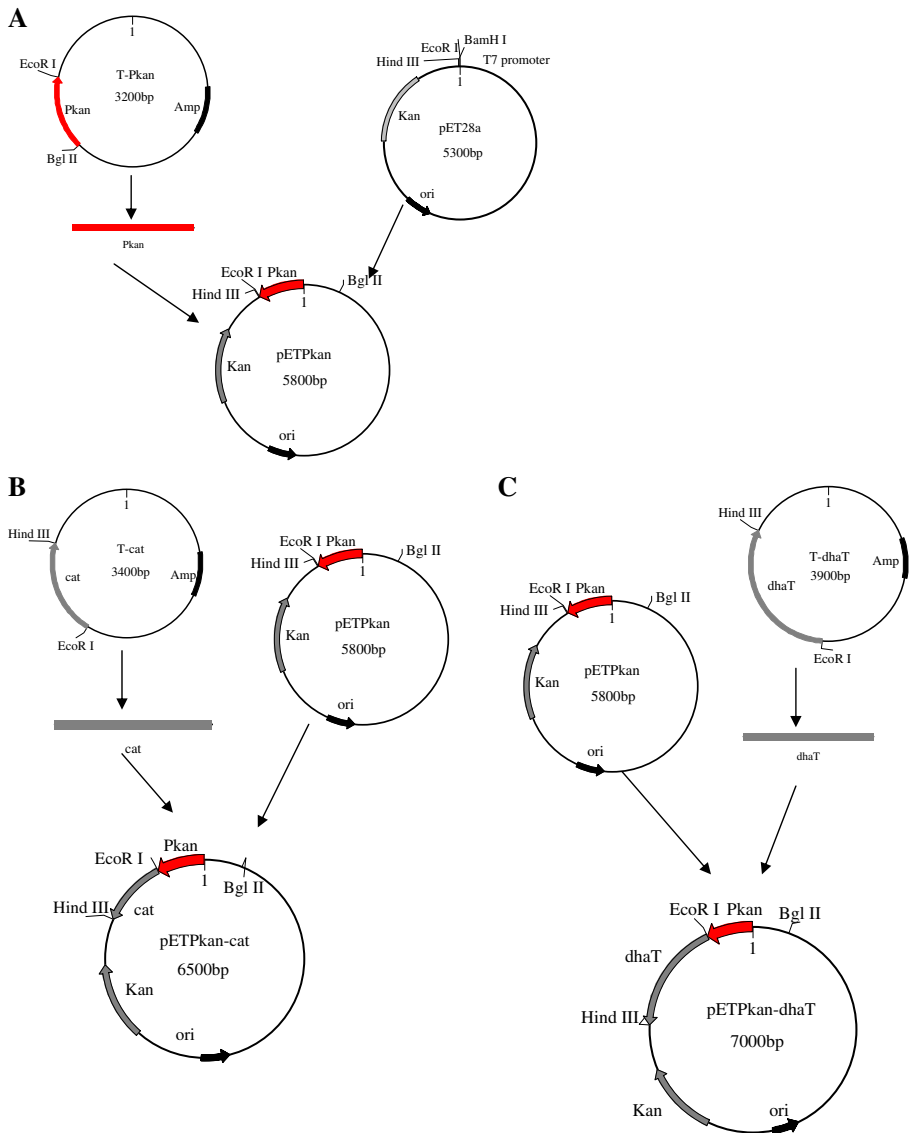 A
1
EcoR I
T-Pkan
3200bp
Pkan
Amp
Bgl II
Pkan
EcoR I
BamH I
Hind III
T7 promoter
1
Kan
pET28a
5300bp
ori
EcoR I Pkan
Bgl II
Hind III
1
pETPkan
Kan
5800bp
ori
B
1
Hind III
T-cat
cat
3400bp
Amp
EcoR I
cat
EcoR I Pkan
Bgl II
Hind III
1
Kan
pETPkan
5800bp
ori
Pkan
EcoR I
1
Bgl II
Hind III
cat
pETPkan-cat
6500bp
Kan
ori
C
1
Hind III
T-dhaT
Amp
3900bp
dhaT
EcoR I
dhaT
EcoR I Pkan
Bgl II
Hind III
1
pETPkan
Kan
5800bp
ori
EcoR I Pkan
Bgl II
1
dhaT
Hind III
pETPkan-dhaT
7000bp
Kan
ori